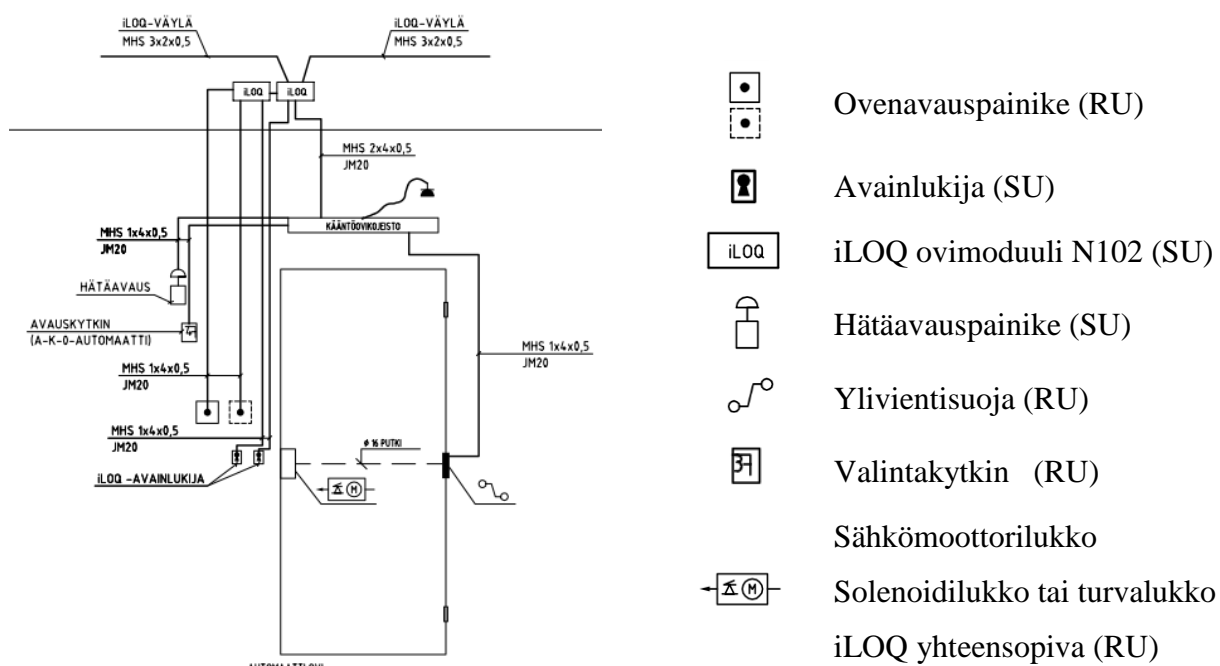 iLOQ-VÄYLÄ
MHS 3x2x0,5
iLOQ-VÄYLÄ
MHS 3x2x0,5
iLOQ
iLOQ
MHS 2x4x0,5
JM20
KÄÄNTÖOVIKOJEISTO
MHS 1x4x0,5
JM20
HÄTÄAVAUS
AVAUSKYTKIN
(A-K-0-AUTOMAATTI)
MHS 1x4x0,5
JM20
MHS 1x4x0,5
JM20
MHS 1x4x0,5
JM20
iLOQ -AVAINLUKIJA
ø 16 PUTKI
M
Ovenavauspainike (RU)
Avainlukija (SU)
iLOQ
iLOQ ovimoduuli N102 (SU)
Hätäavauspainike (SU)
Ylivientisuoja (RU)
Valintakytkin (RU)
Sähkömoottorilukko
M
Solenoidilukko tai turvalukko
iLOQ yhteensopiva (RU)